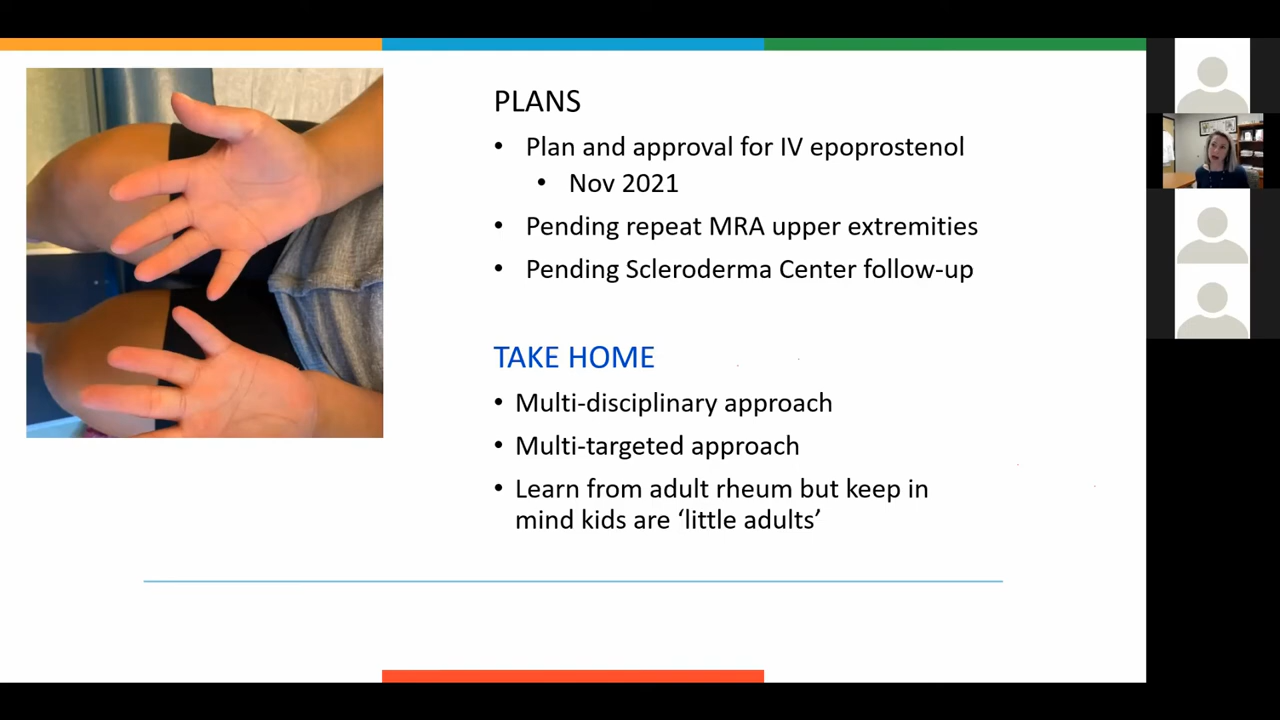 PLANS
• Plan and approval for IV epoprostenol
• Nov 2021
• Pending repeat MRA upper extremities
• Pending Scleroderma Center follow-up
TAKE HOME
• Multi-disciplinary approach
• Multi-targeted approach
• Learn from adult rheum but keep in
mind kids are ‘little adults’